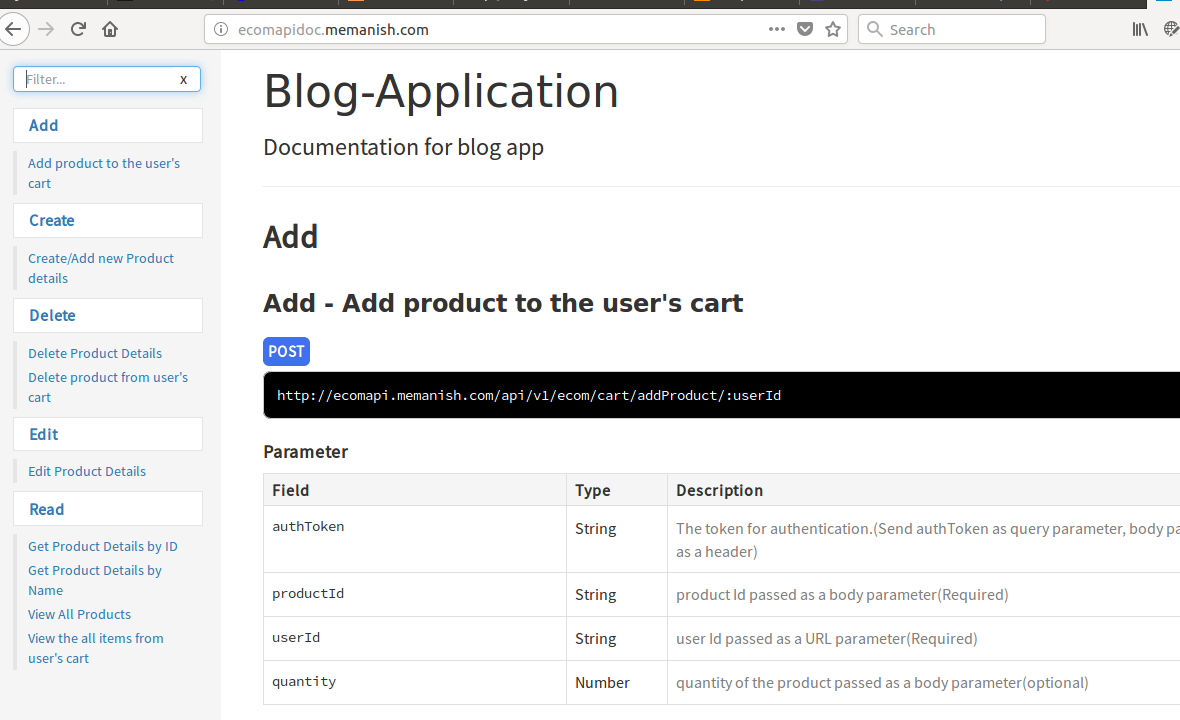 ecomapidoc.memanish.com
Search
Filter...
x
Add
Add product to the user's
cart
Create
Create/Add new Product
details
Delete
Delete Product Details
Delete product from user's
cart
Edit
Edit Product Details
Read
Get Product Details by ID
Get Product Details by
Name
View All Products
View the all items from
user's cart
Blog-Application
Documentation for blog app
Add
Add - Add product to the user's cart
POST
http://ecomapi.memanish.com/api/v1/ecom/cart/addProduct/:userId
Parameter
Field Type Description
authToken String The token for authentication.(Send authToken as query parameter, body
as a header)
productId String product Id passed as a body parameter(Required)
userId String user Id passed as a URL parameter(Required)
quantity Number quantity of the product passed as a body parameter(optional)